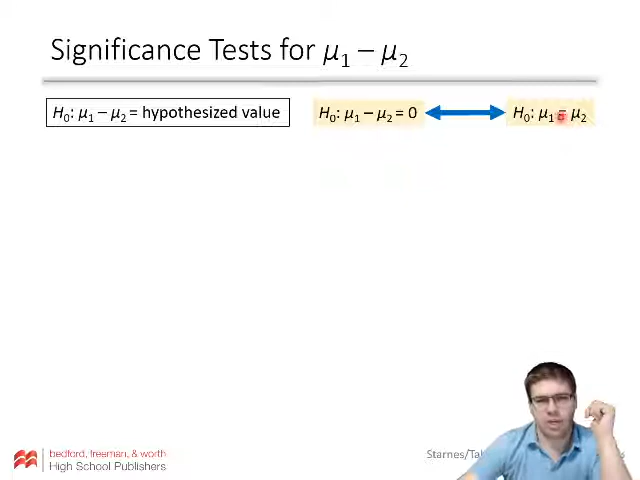 Significance Tests for μ₁ – μ₂
H₀: μ₁ – μ₂ = hypothesized value
H₀: μ₁ – μ₂ = 0
H₀: μ₁ = μ₂
bedford, freeman, & worth
High School Publishers